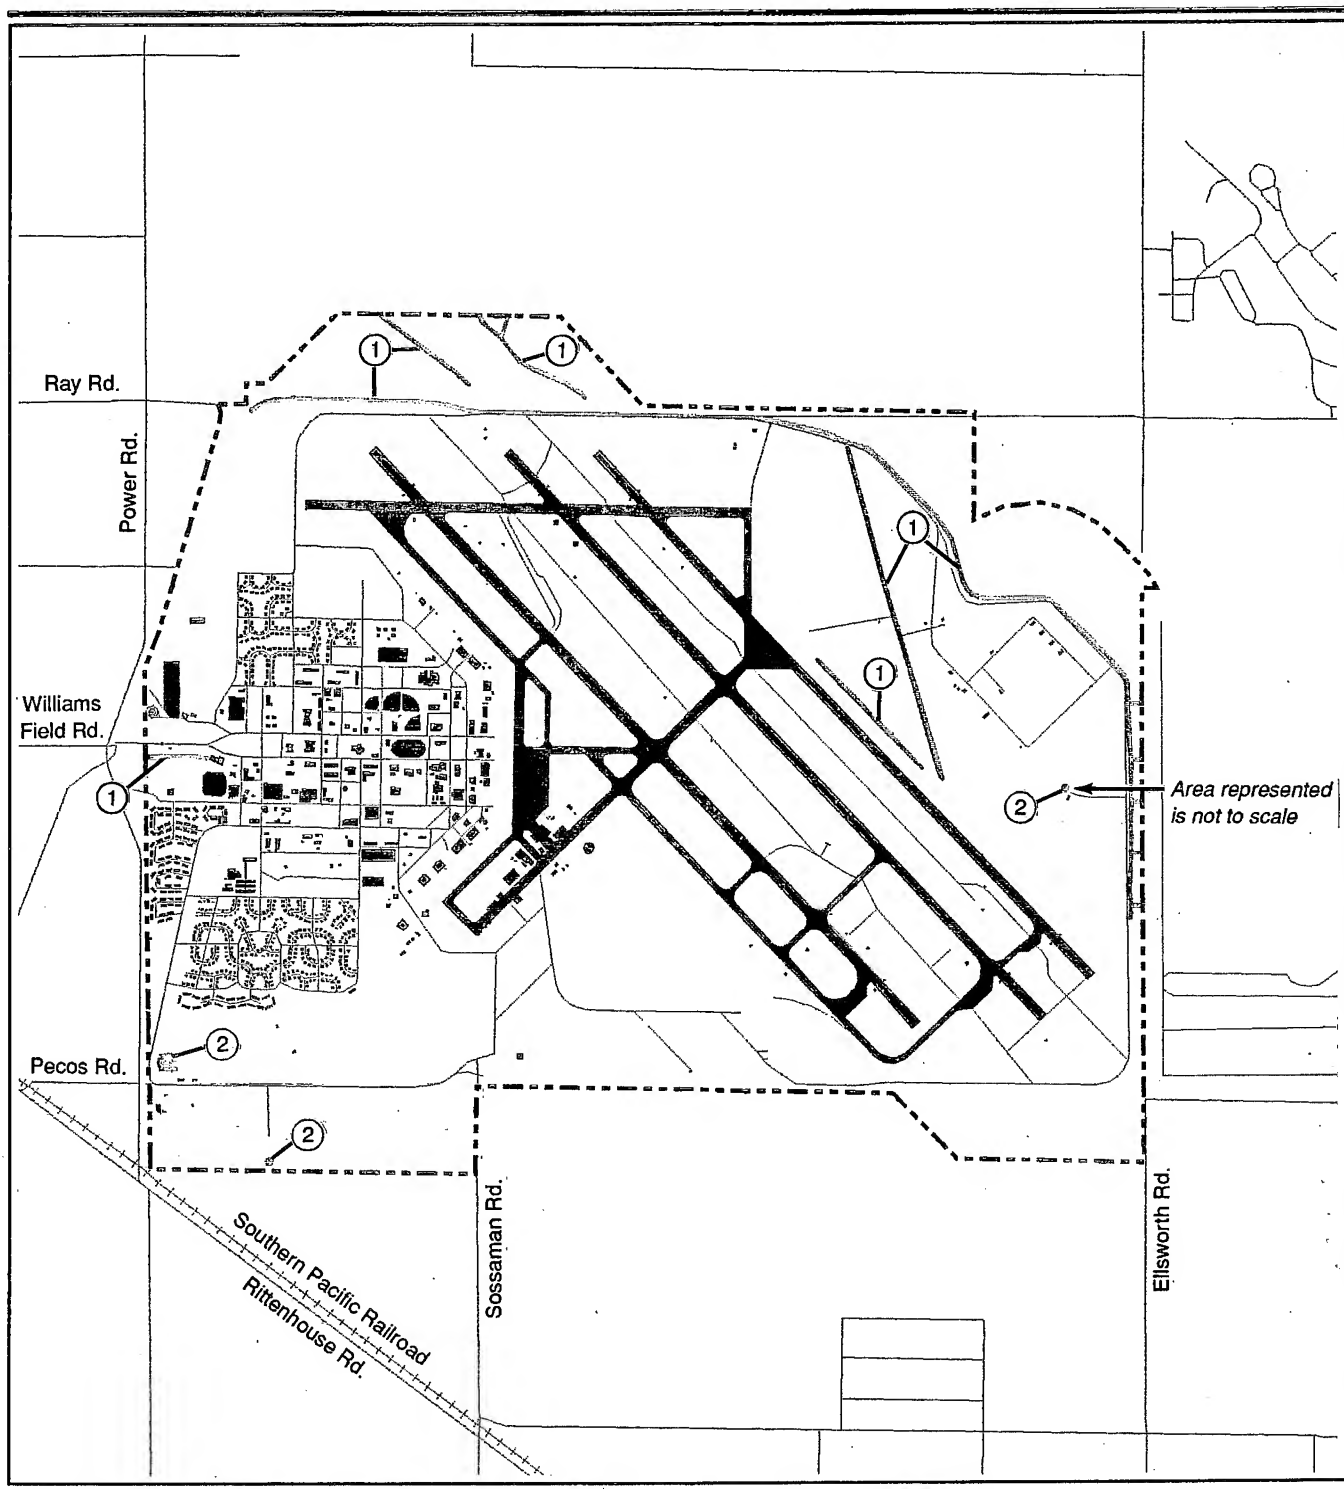 1
1
Ray Rd.
Power Rd.
1
1
Williams
Field Rd.
1
2
Area represented
is not to scale
2
Pecos Rd.
2
Sossaman Rd.
Ellsworth Rd.
Southern Pacific Railroad
Rittenhouse Rd.